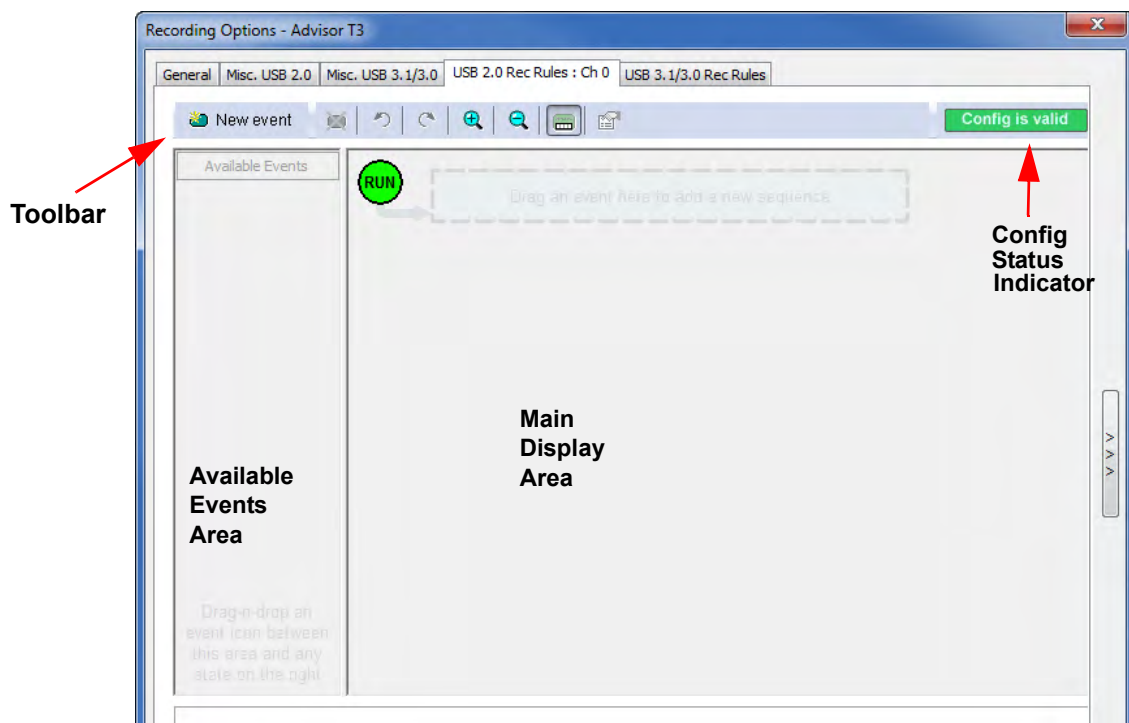 Recording Options - Advisor T3
General
Misc. USB 2.0
Misc. USB 3.1/3.0
USB 2.0 Rec Rules : Ch 0
USB 3.1/3.0 Rec Rules
New event
Config is valid
Available Events
RUN
Drag an event here to add a new sequence
Toolbar
Config
Status
Indicator
Main
Display
Area
Available
Events
Area
>
>
>
Drag-n-drop an
event icon between
this area and any
state on the right